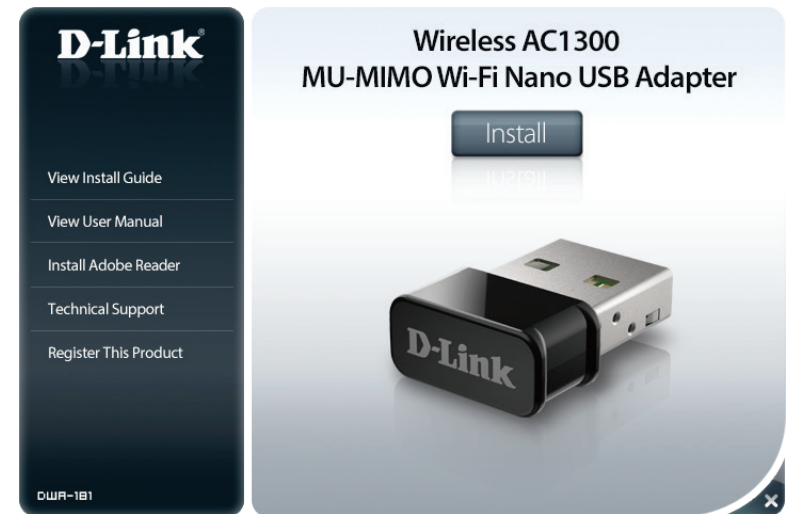 D-Link®
View Install Guide
View User Manual
Install Adobe Reader
Technical Support
Register This Product
DWA-181
Wireless AC1300
MU-MIMO Wi-Fi Nano USB Adapter
Install
D-Link